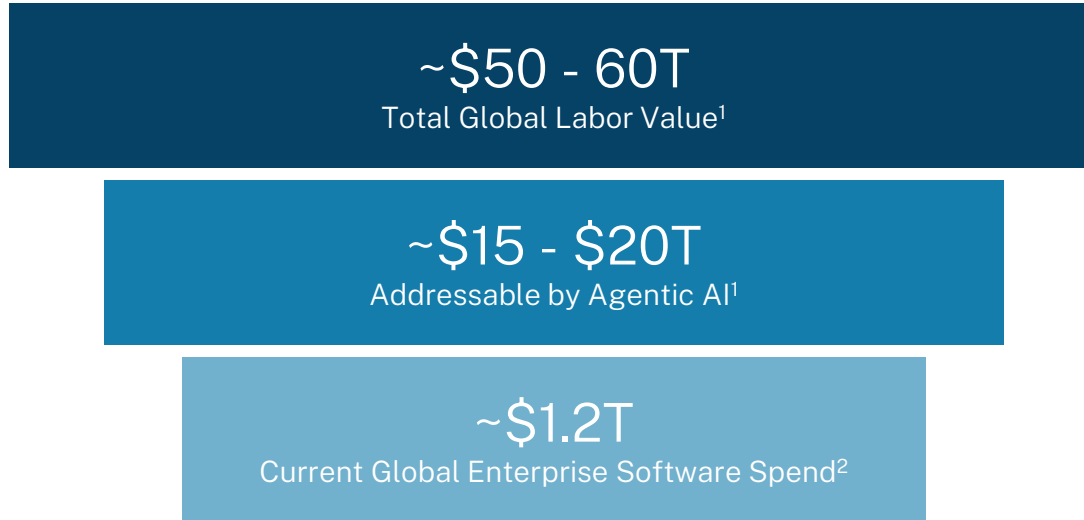 ~$50 - 60T
Total Global Labor Value¹
~$15 - $20T
Addressable by Agentic AI¹
~$1.2T
Current Global Enterprise Software Spend²